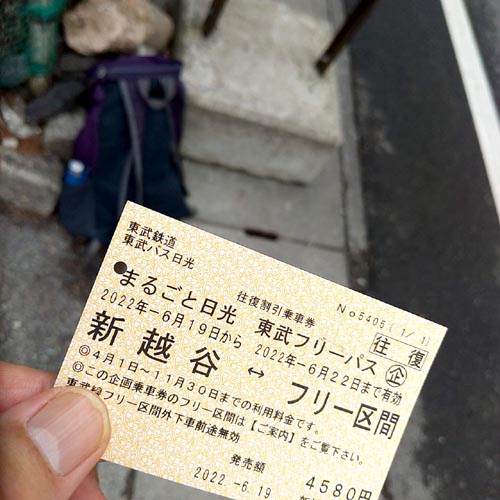 東武鉄道
東武バス日光
往復割引乗車券
No5405(1/1)
まるごと日光 東武フリーパス
往復
2022年-6月19日から 2022年-6月22日まで有効
企
新越谷 ↔ フリー区間
◎4月1日〜11月30日までの利用料金です。
◎この企画乗車券のフリー区間は【ご案内】をご覧下さい。
東武線フリー区間外下車前途無効
発売額 4580円
2022.-6.19